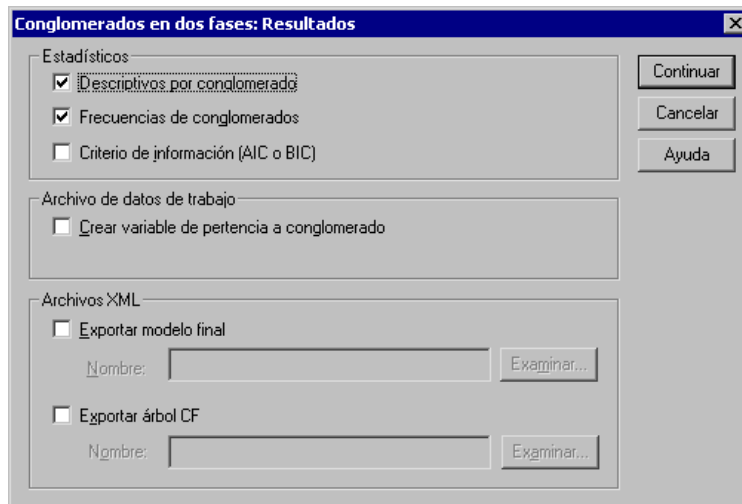 Conglomerados en dos fases: Resultados
Estadísticos
Descriptivos por conglomerado
Frecuencias de conglomerados
Criterio de información (AIC o BIC)
Continuar
Cancelar
Ayuda
Archivo de datos de trabajo
Crear variable de pertencia a conglomerado
Archivos XML
Exportar modelo final
Nombre:
Examinar...
Exportar árbol CF
Nombre:
Examinar...